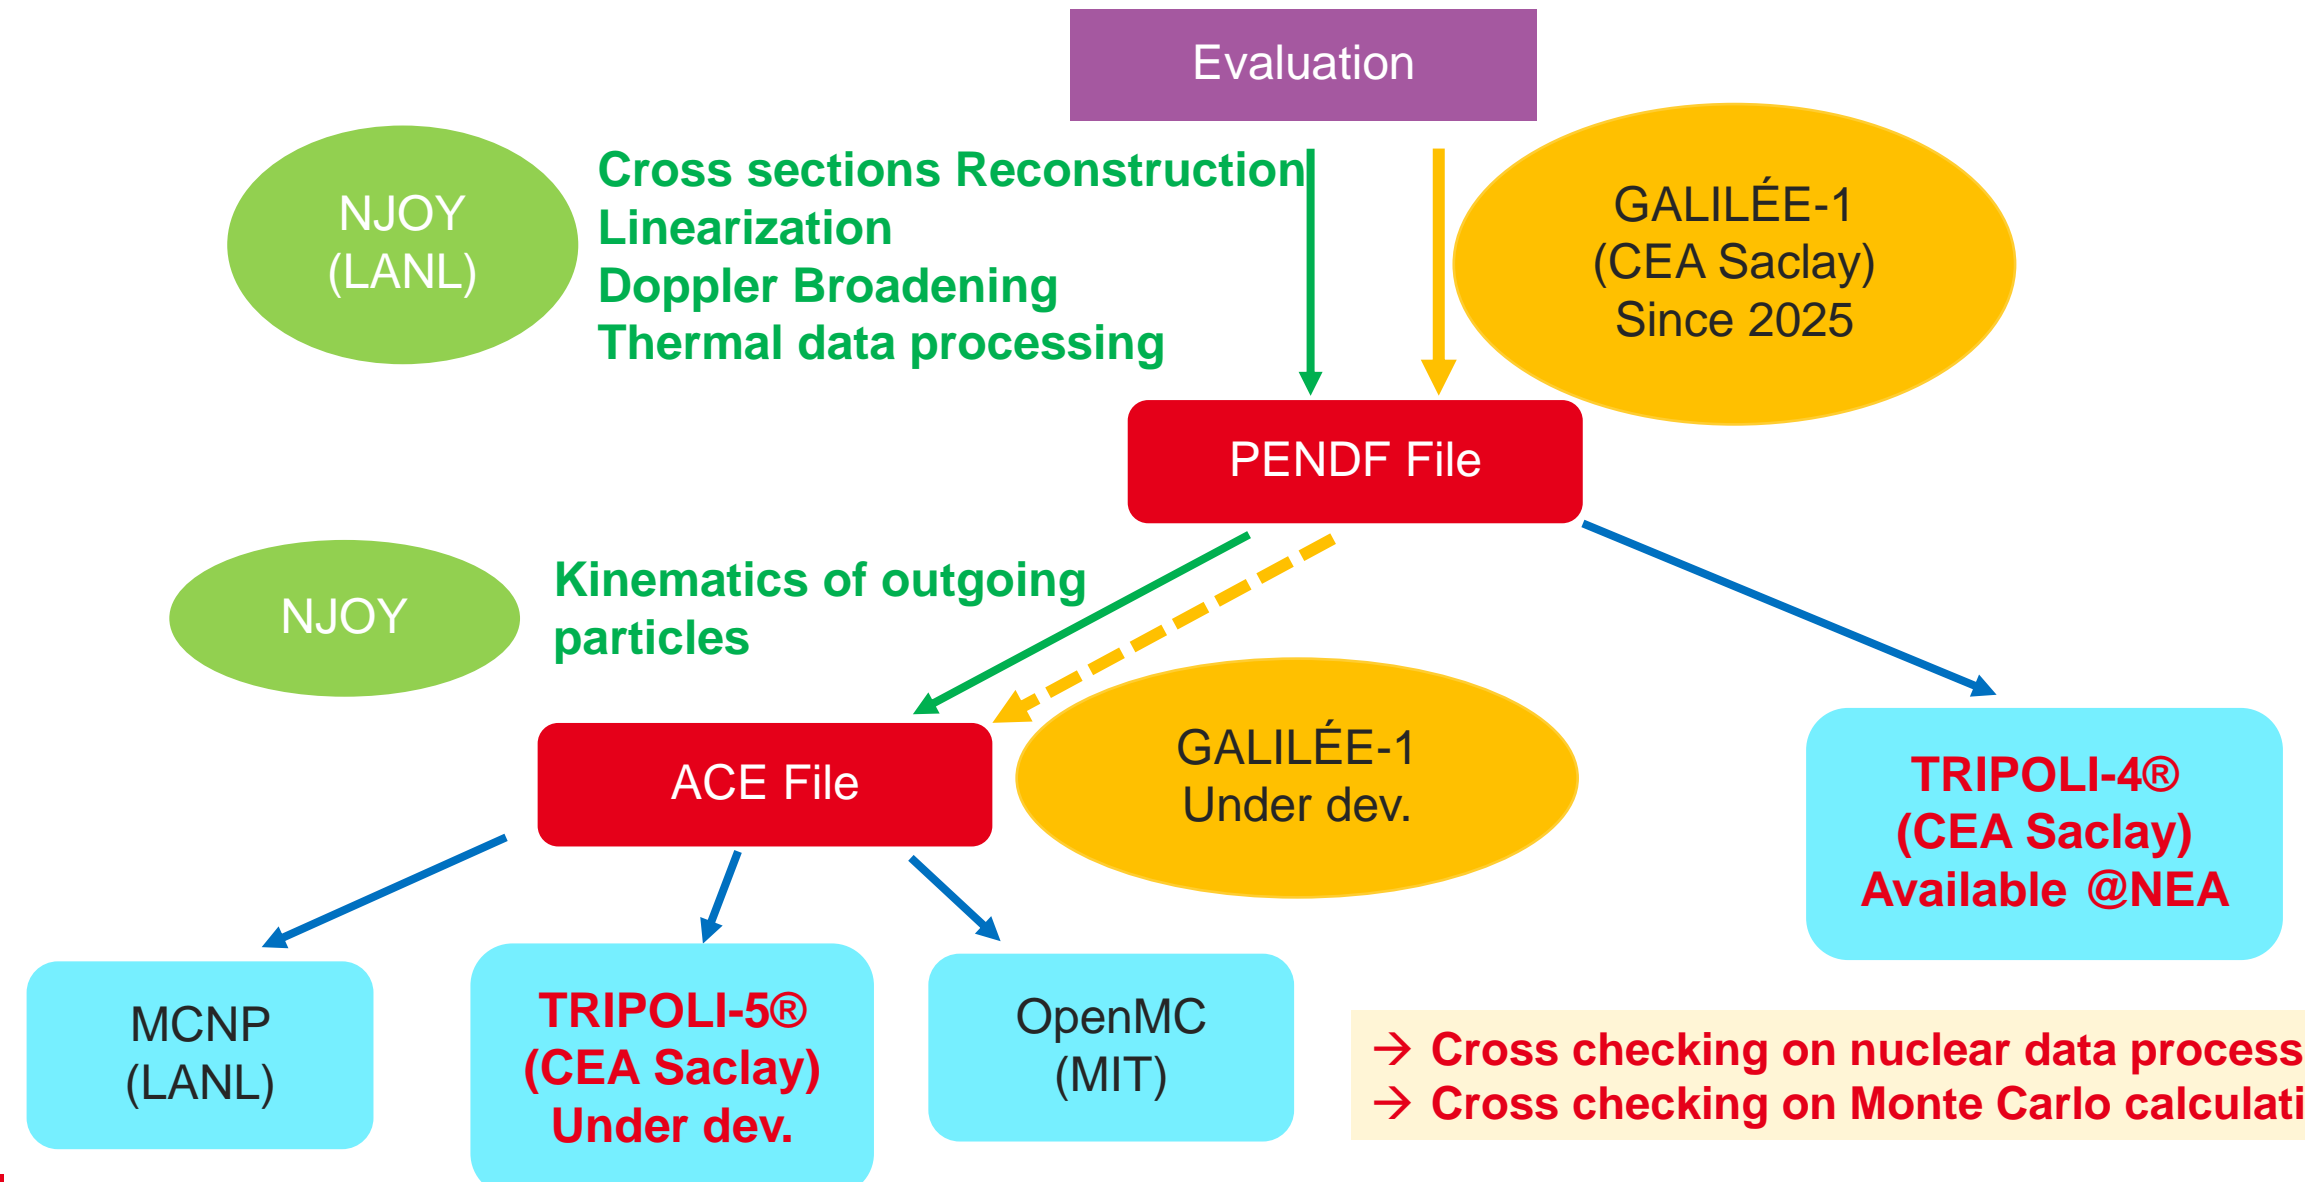 Evaluation
NJOY
(LANL)
Cross sections Reconstruction
Linearization
Doppler Broadening
Thermal data processing
GALILÉE-1
(CEA Saclay)
Since 2025
PENDF File
NJOY
Kinematics of outgoing
particles
ACE File
GALILÉE-1
Under dev.
TRIPOLI-4®
(CEA Saclay)
Available @NEA
MCNP
(LANL)
TRIPOLI-5®
(CEA Saclay)
Under dev.
OpenMC
(MIT)
→ Cross checking on nuclear data process
→ Cross checking on Monte Carlo calculati